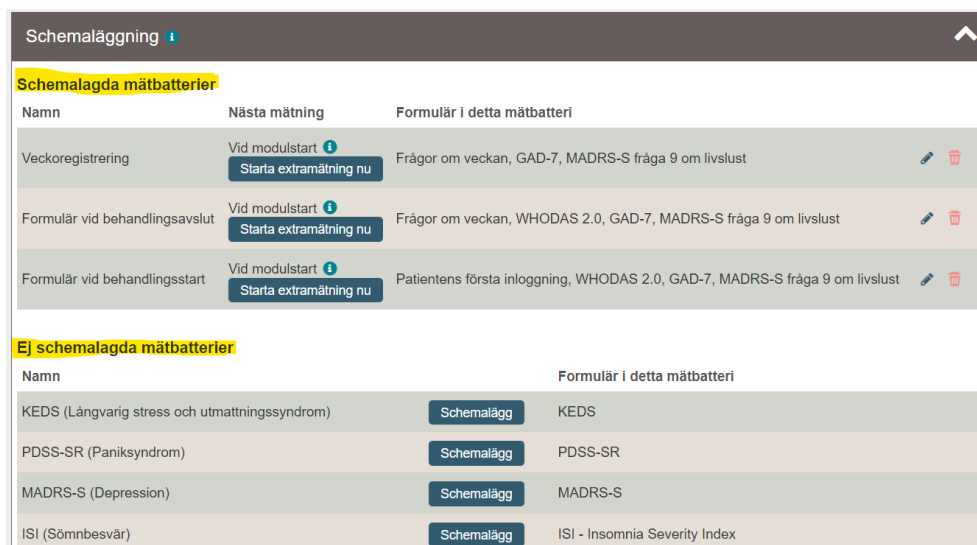 Schemaläggning
Schemalagda mätbatterier
Namn Nästa mätning Formulär i detta mätbatteri
Veckoregistrering Vid modulstart Frågor om veckan, GAD-7, MADRS-S fråga 9 om livslust
Starta extramätning nu
Formulär vid behandlingsavslut Vid modulstart Frågor om veckan, WHODAS 2.0, GAD-7, MADRS-S fråga 9 om livslust
Starta extramätning nu
Formulär vid behandlingsstart Vid modulstart Patientens första inloggning, WHODAS 2.0, GAD-7, MADRS-S fråga 9 om livslust
Starta extramätning nu
Ej schemalagda mätbatterier
Namn Formulär i detta mätbatteri
KEDS (Långvarig stress och utmattningssyndrom) Schemalägg KEDS
PDSS-SR (Paniksyndrom) Schemalägg PDSS-SR
MADRS-S (Depression) Schemalägg MADRS-S
ISI (Sömnbesvär) Schemalägg ISI - Insomnia Severity Index